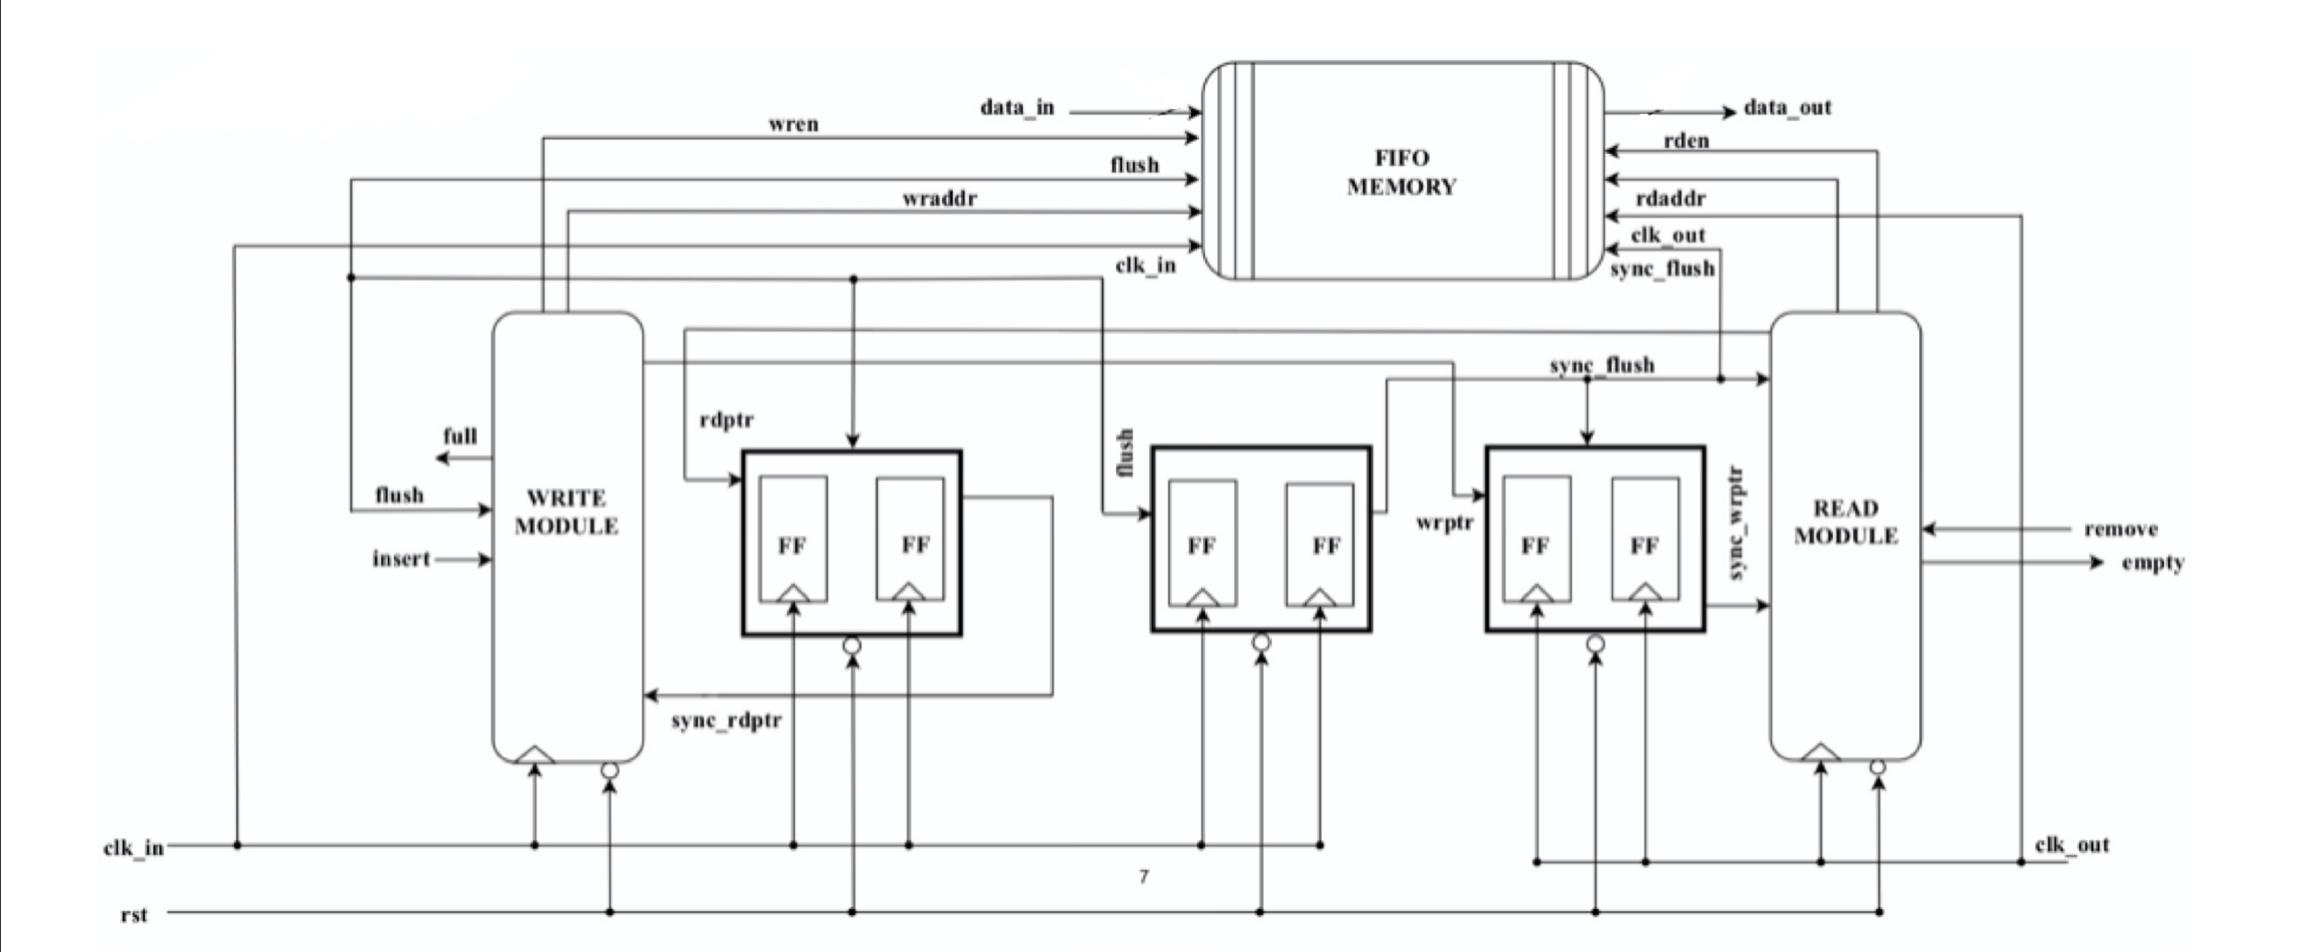 data_in
data_out
wren
rden
FIFO
MEMORY
flush
wraddr
rdaddr
clk_out
clk_in
sync_flush
sync_flush
rdptr
full
flush
flush
WRITE
MODULE
insert
FF
FF
FF
FF
wrptr
FF
FF
sync_wrptr
READ
MODULE
remove
empty
sync_rdptr
clk_in
clk_out
7
rst